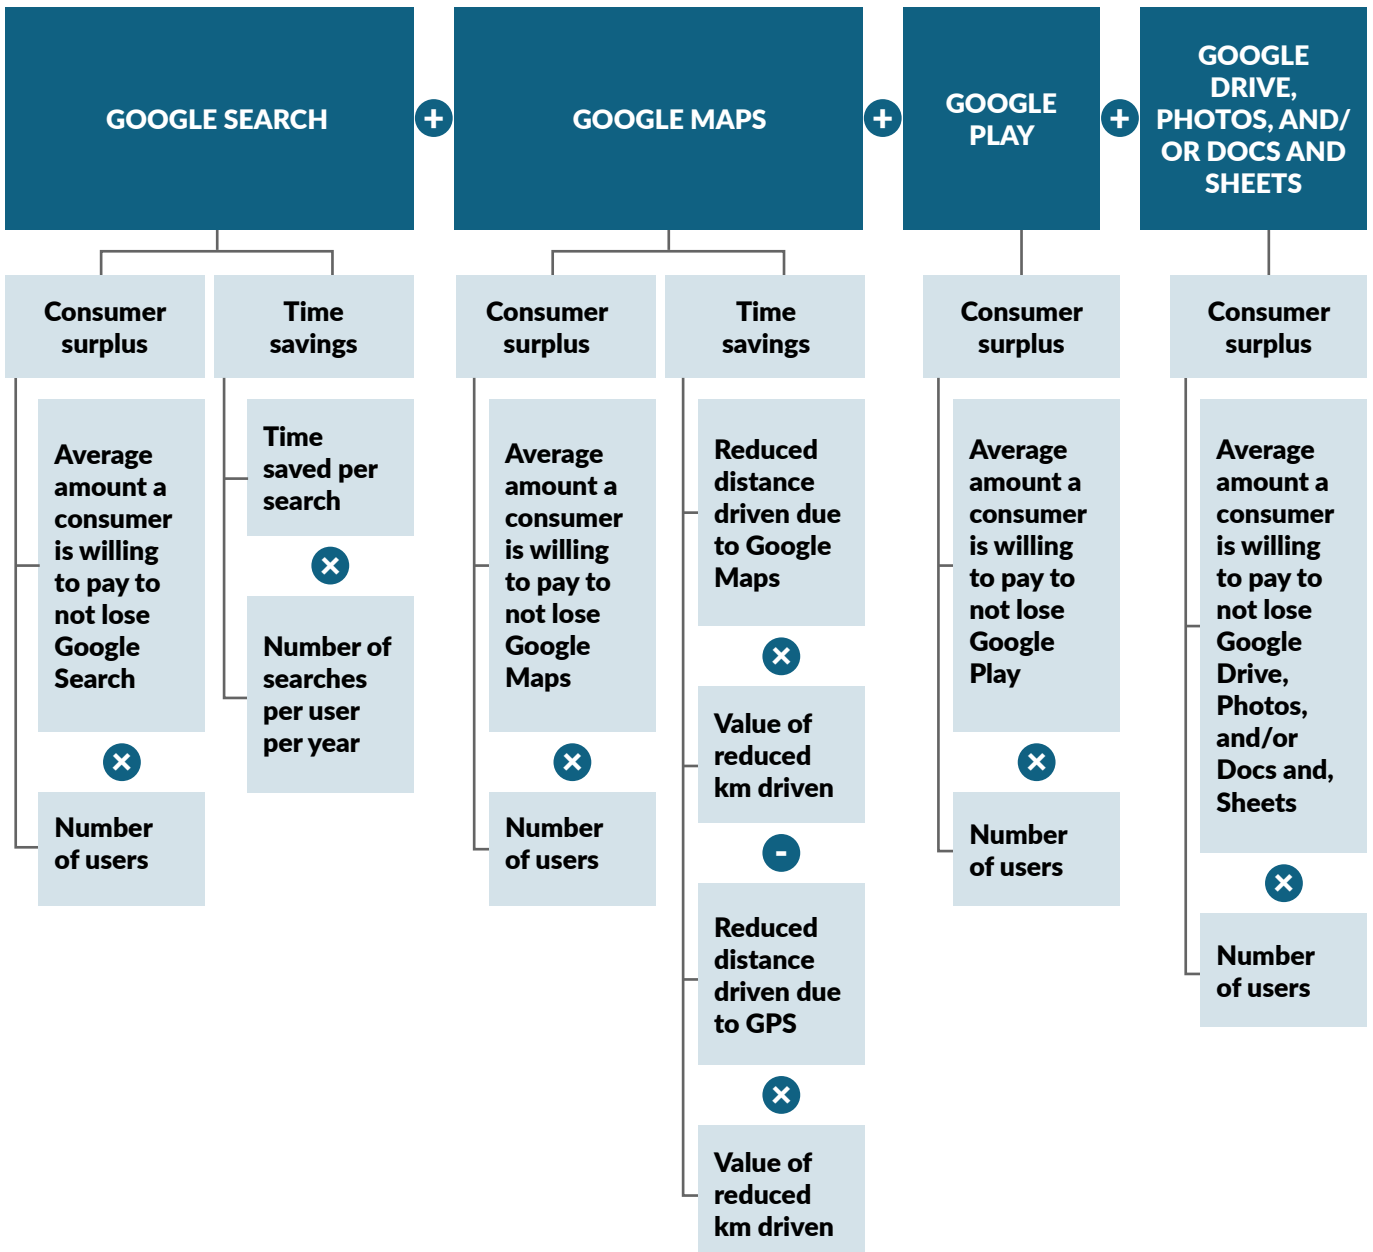 GOOGLE SEARCH
+
GOOGLE MAPS
+
GOOGLE
PLAY
+
GOOGLE
DRIVE,
PHOTOS, AND/
OR DOCS AND
SHEETS
Consumer
surplus
Average
amount a
consumer
is willing
to pay to
not lose
Google
Search
×
Number
of users
Time
savings
Time
saved per
search
×
Number of
searches
per user
per year
Consumer
surplus
Average
amount a
consumer
is willing
to pay to
not lose
Google
Maps
×
Number
of users
Time
savings
Reduced
distance
driven due
to Google
Maps
×
Value of
reduced
km driven
-
Reduced
distance
driven due
to GPS
×
Value of
reduced
km driven
Consumer
surplus
Average
amount a
consumer
is willing
to pay to
not lose
Google
Play
×
Number
of users
Consumer
surplus
Average
amount a
consumer
is willing
to pay to
not lose
Google
Drive,
Photos,
and/or
Docs and,
Sheets
×
Number
of users